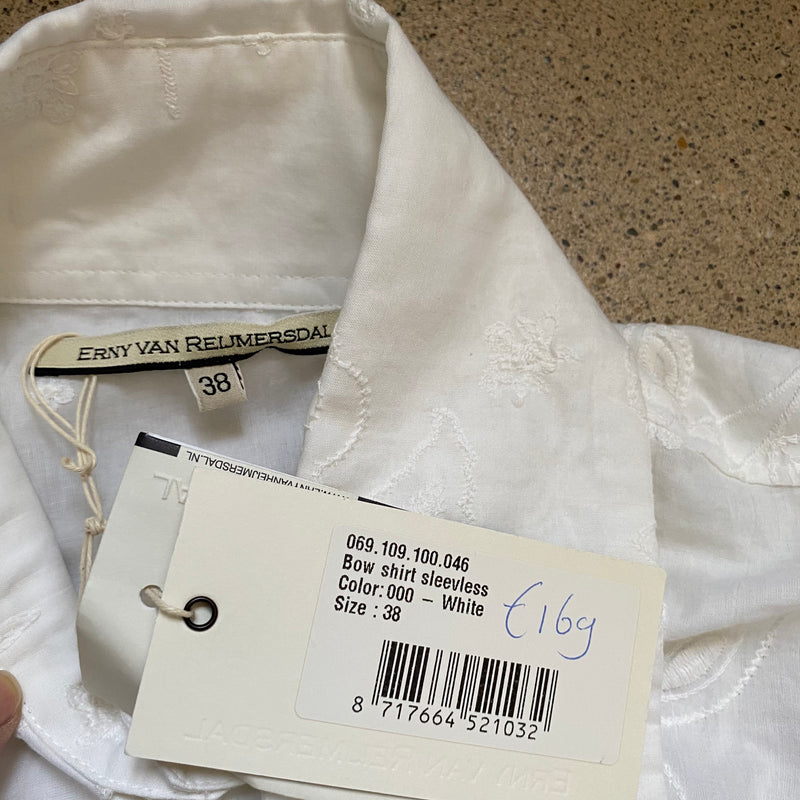 ERNY VAN REIJMERSDAL
38
069.109.100.046
Bow shirt sleevless
Color:000 – White
Size : 38
€169
8 717664 521032
ERNY VAN REIJMERSDAL